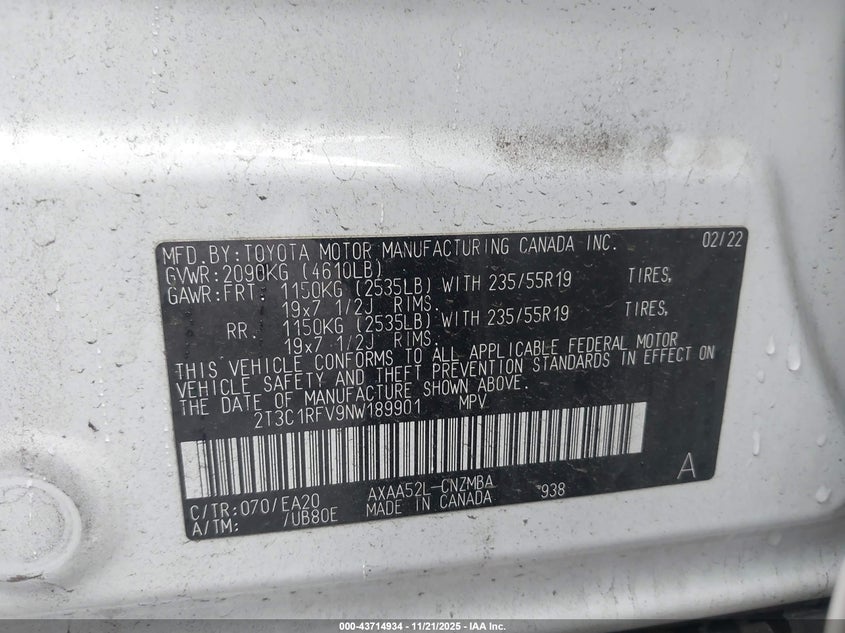 MFD.BY:TOYOTA MOTOR MANUFACTURING CANADA INC. 02/22
GVWR:2090KG (4610LB)
GAWR:FRT. 1150KG (2535LB) WITH 235/55R19 TIRES,
19x7 1/2J RIMS.
RR. 1150KG (2535LB) WITH 235/55R19 TIRES,
19x7 1/2J RIMS.
THIS VEHICLE CONFORMS TO ALL APPLICABLE FEDERAL MOTOR
VEHICLE SAFETY AND THEFT PREVENTION STANDARDS IN EFFECT ON
THE DATE OF MANUFACTURE SHOWN ABOVE.
2T3C1RFV9NW189901 MPV
A
C/TR:070/EA20 AXAA52L-CNZMBA 938
A/TM: /UB80E MADE IN CANADA
000-43714934 - 11/21/2025 - IAA Inc.